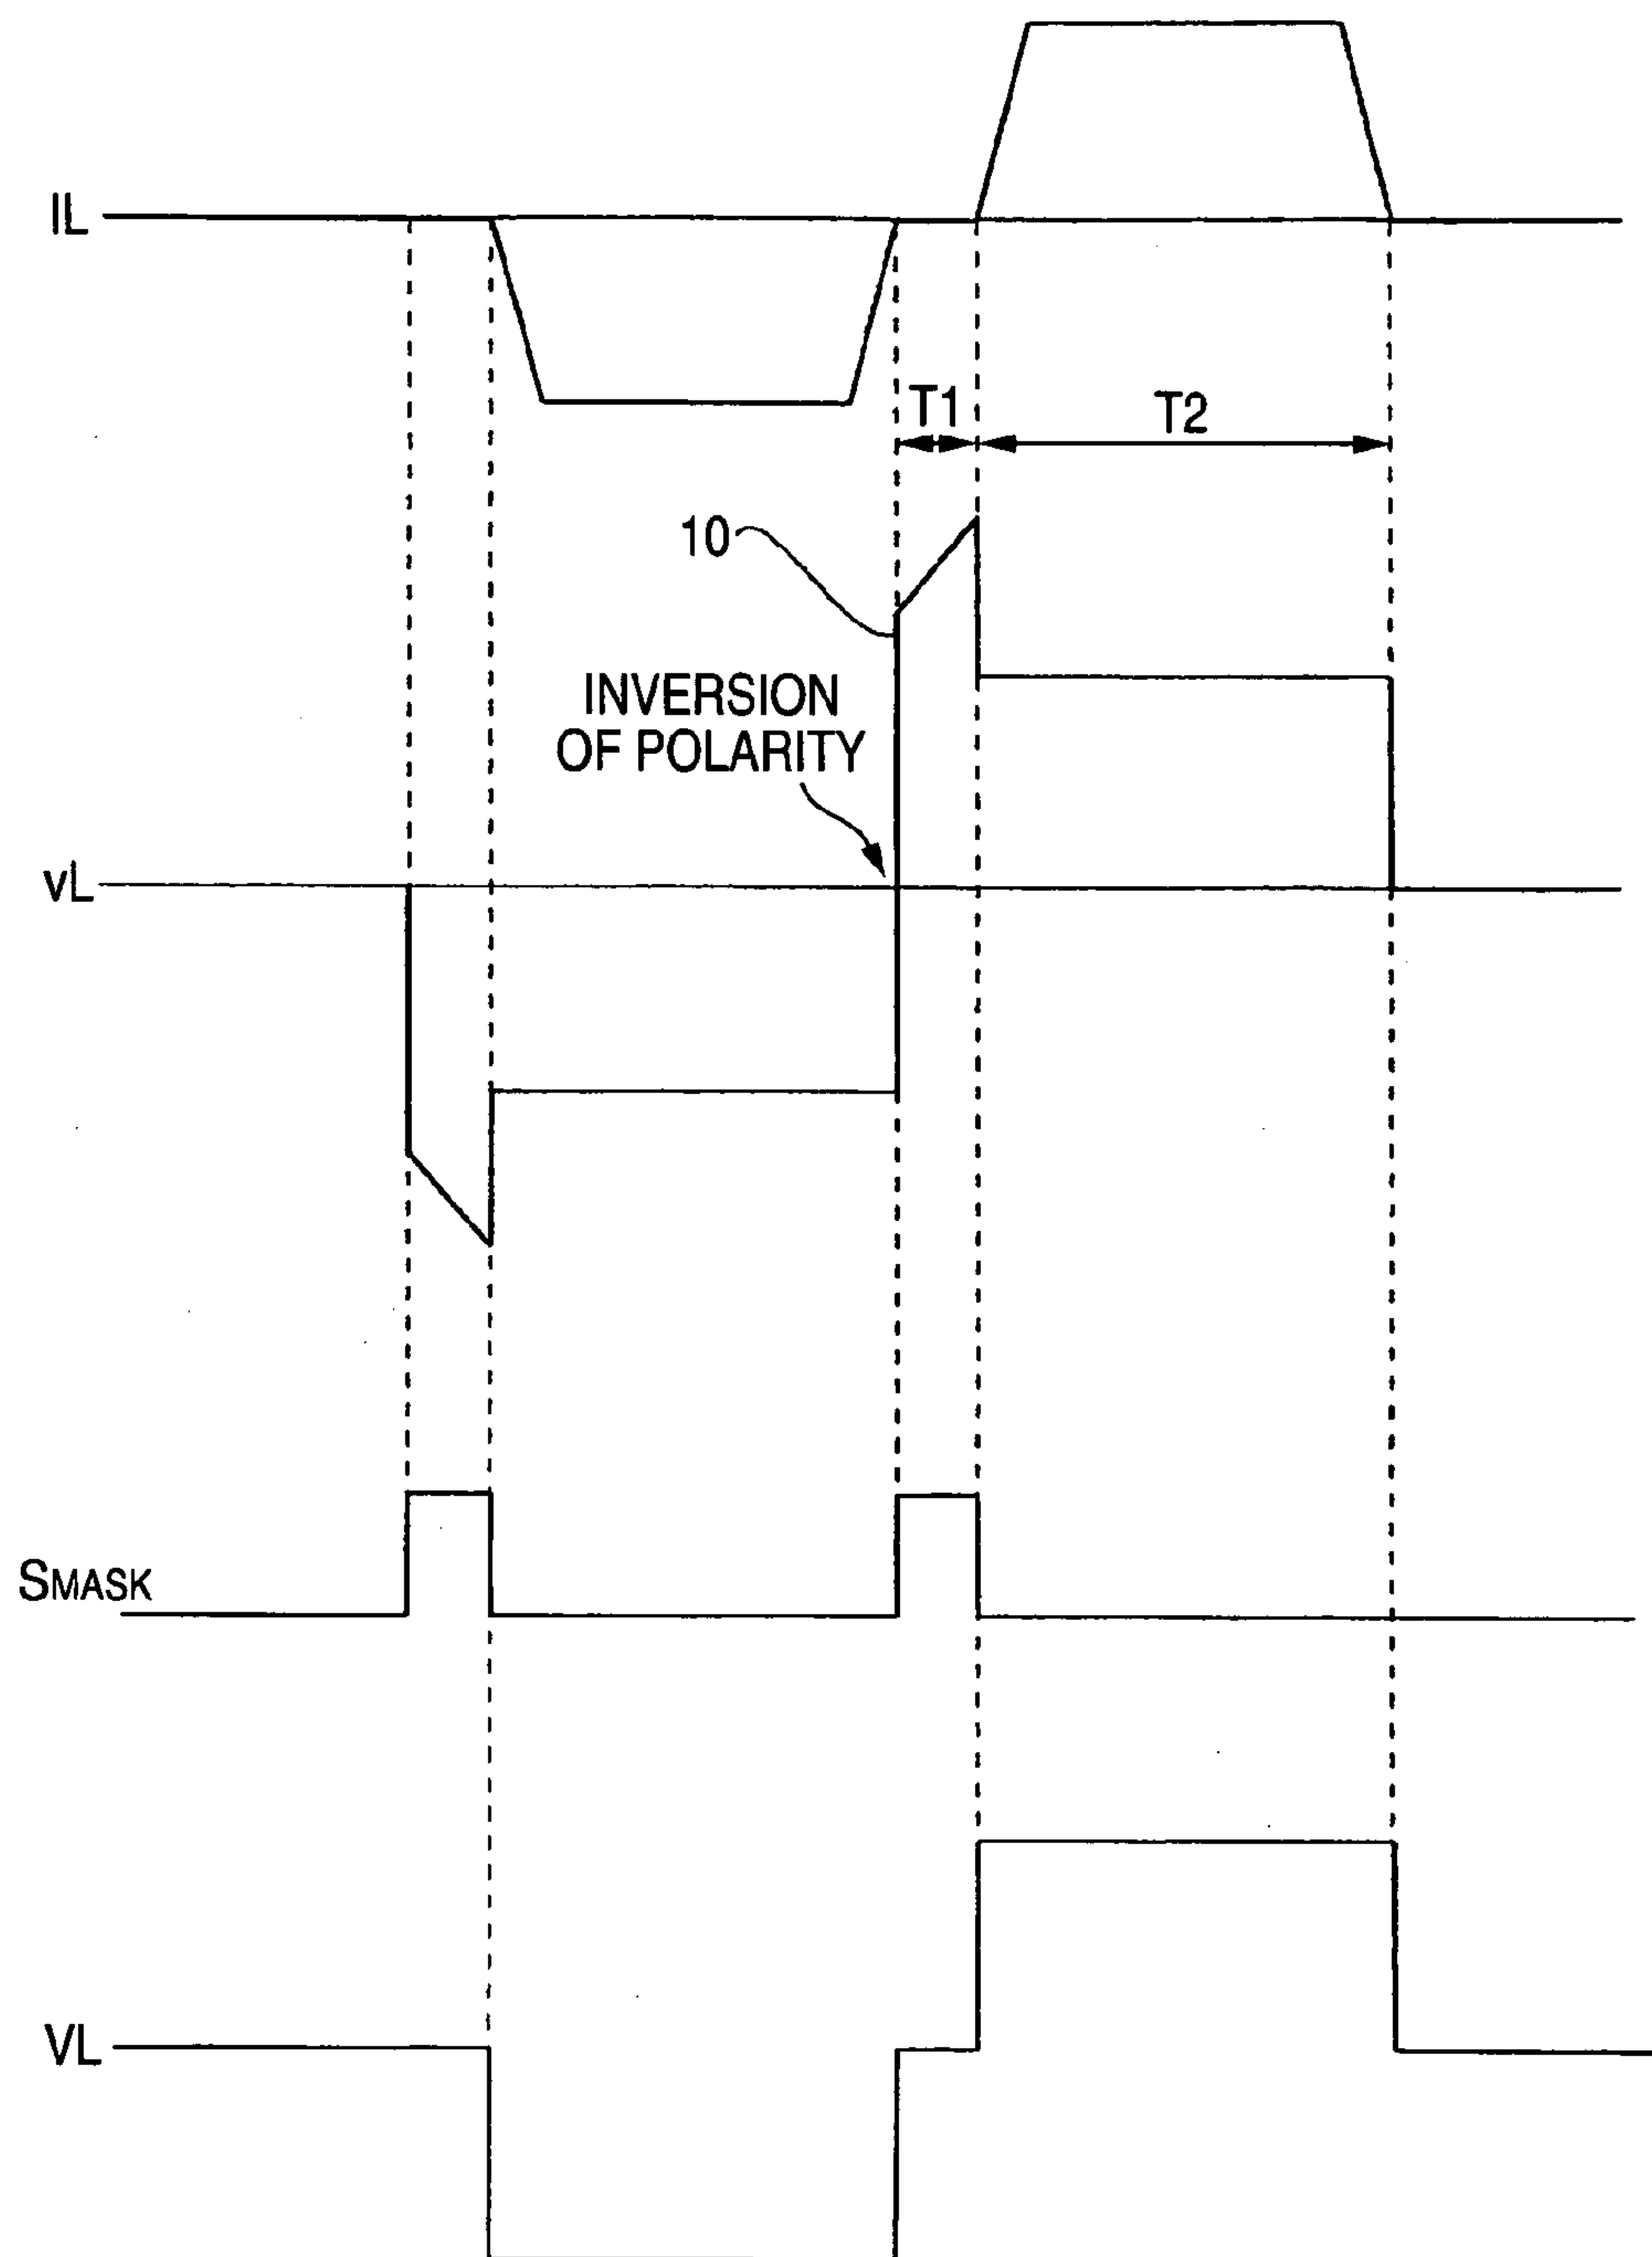 IL
T1
T2
10
INVERSION
OF POLARITY
vL
SMASK
VL